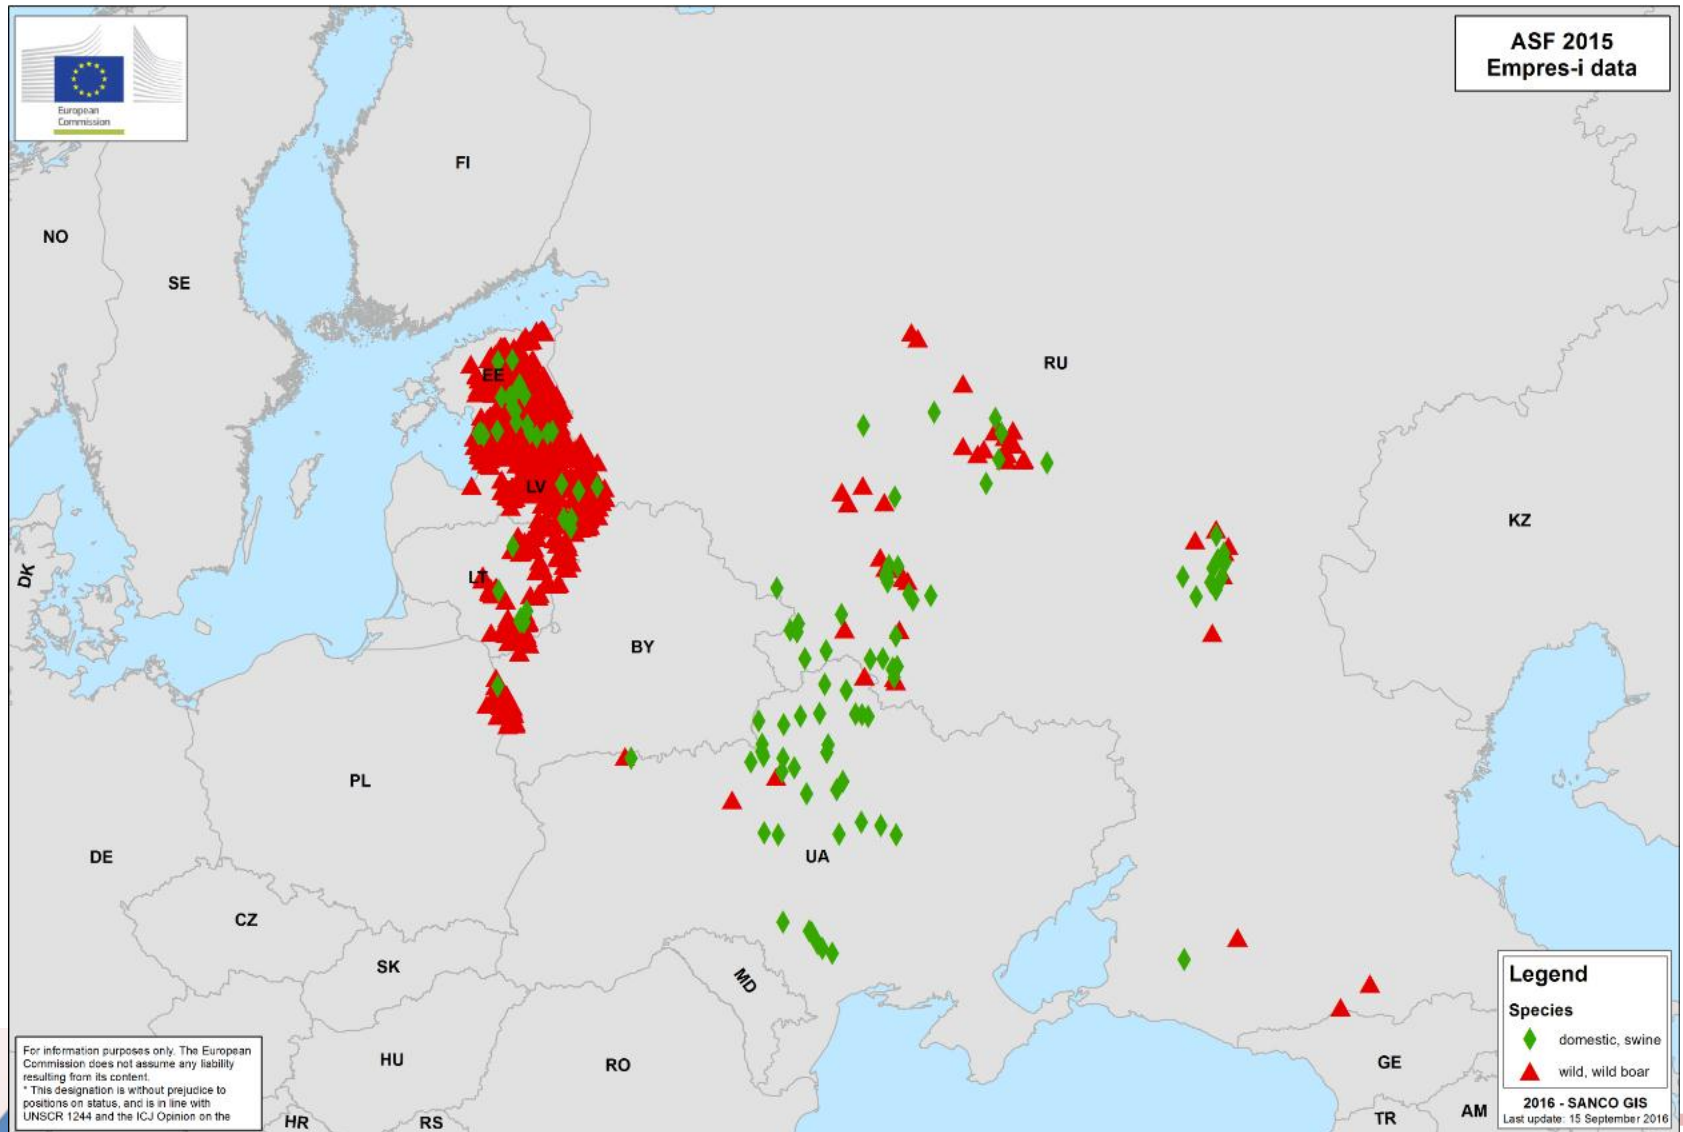 European
Commission
ASF 2015
Empres-i data
FI
NO
SE
RU
EE
LV
KZ
DK
LT
BY
PL
DE
UA
CZ
SK
MD
HU
RO
GE
HR
RS
TR
AM
For information purposes only. The European
Commission does not assume any liability
resulting from its content.
* This designation is without prejudice to
positions on status, and is in line with
UNSCR 1244 and the ICJ Opinion on the
Legend
Species
domestic, swine
wild, wild boar
2016 - SANCO GIS
Last update: 15 September 2016